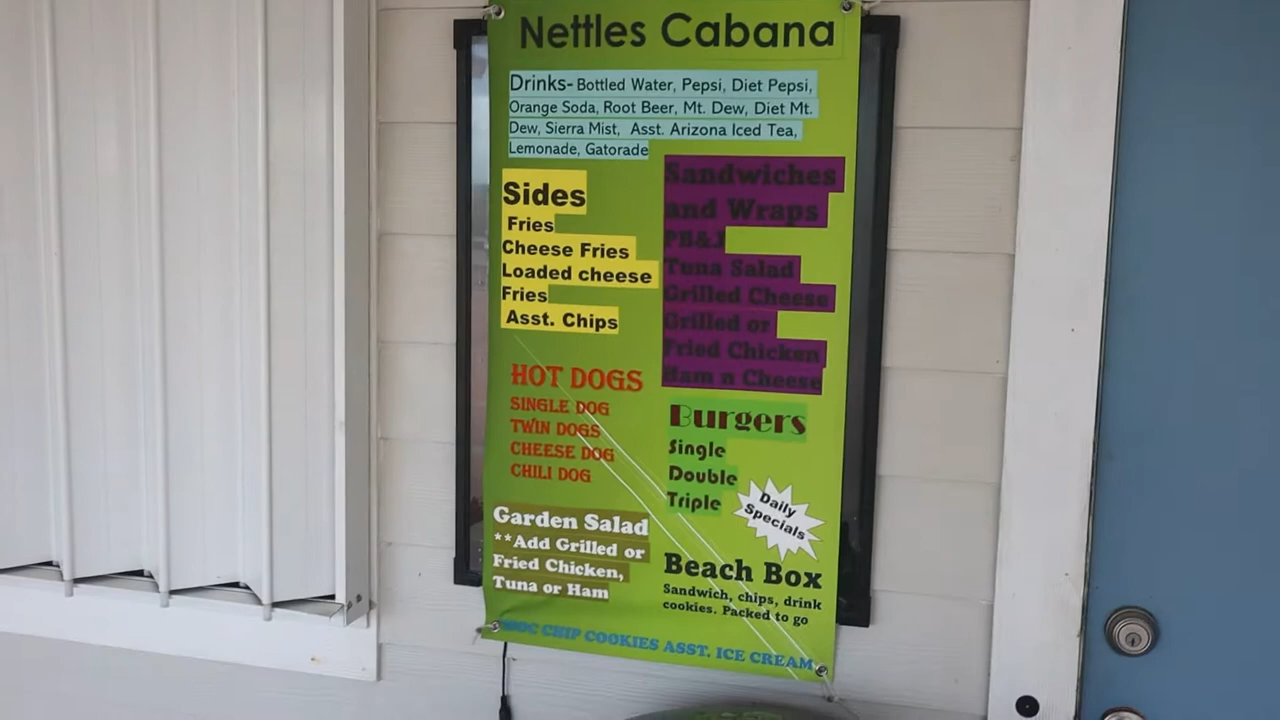 Nettles Cabana
Drinks- Bottled Water, Pepsi, Diet Pepsi,
Orange Soda, Root Beer, Mt. Dew, Diet Mt.
Dew, Sierra Mist, Asst. Arizona Iced Tea,
Lemonade, Gatorade
Sides
Fries
Cheese Fries
Loaded cheese
Fries
Asst. Chips
Sandwiches
and Wraps
PB&J
Tuna Salad
Grilled Cheese
Grilled or
Fried Chicken
Ham n Cheese
HOT DOGS
SINGLE DOG
TWIN DOGS
CHEESE DOG
CHILI DOG
Burgers
Single
Double
Triple
Daily
Specials
Garden Salad
**Add Grilled or
Fried Chicken,
Tuna or Ham
Beach Box
Sandwich, chips, drink
cookies. Packed to go
CHIP COOKIES ASST. ICE CREAM